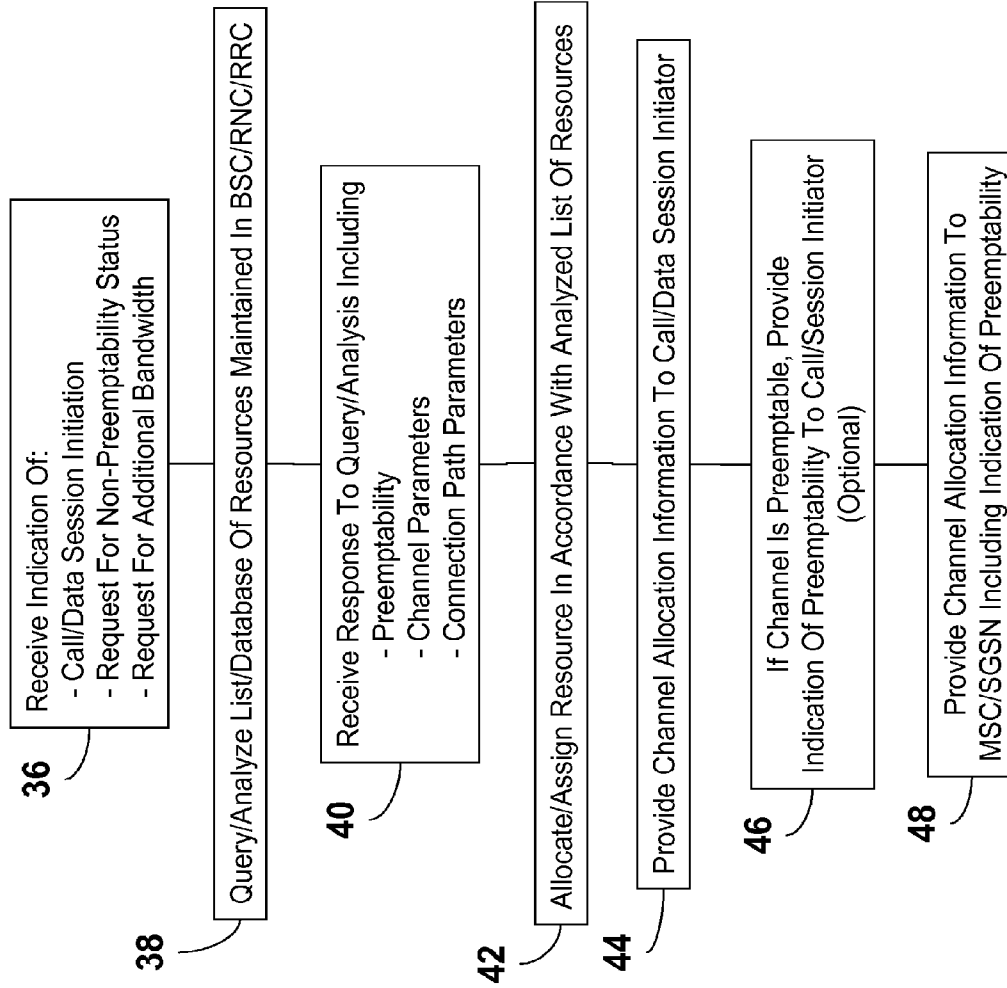 36
Receive Indication Of:
- Call/Data Session Initiation
- Request For Non-Preemptability Status
- Request For Additional Bandwidth
38
Query/Analyze List/Database Of Resources Maintained In BSC/RNC/RRC
40
Receive Response To Query/Analysis Including
- Preemptability
- Channel Parameters
- Connection Path Parameters
42
Allocate/Assign Resource In Accordance With Analyzed List Of Resources
44
Provide Channel Allocation Information To Call/Data Session Initiator
46
If Channel Is Preemptable, Provide
Indication Of Preemptability To Call/Session Initiator
(Optional)
48
Provide Channel Allocation Information To
MSC/SGSN Including Indication Of Preemptability